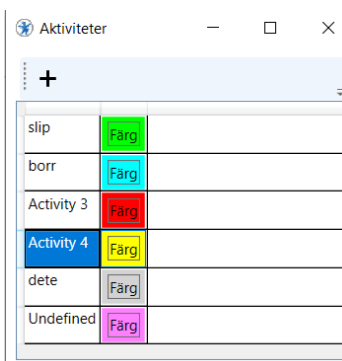 Aktiviteter
+
slip Färg
borr Färg
Activity 3 Färg
Activity 4 Färg
dete Färg
Undefined Färg